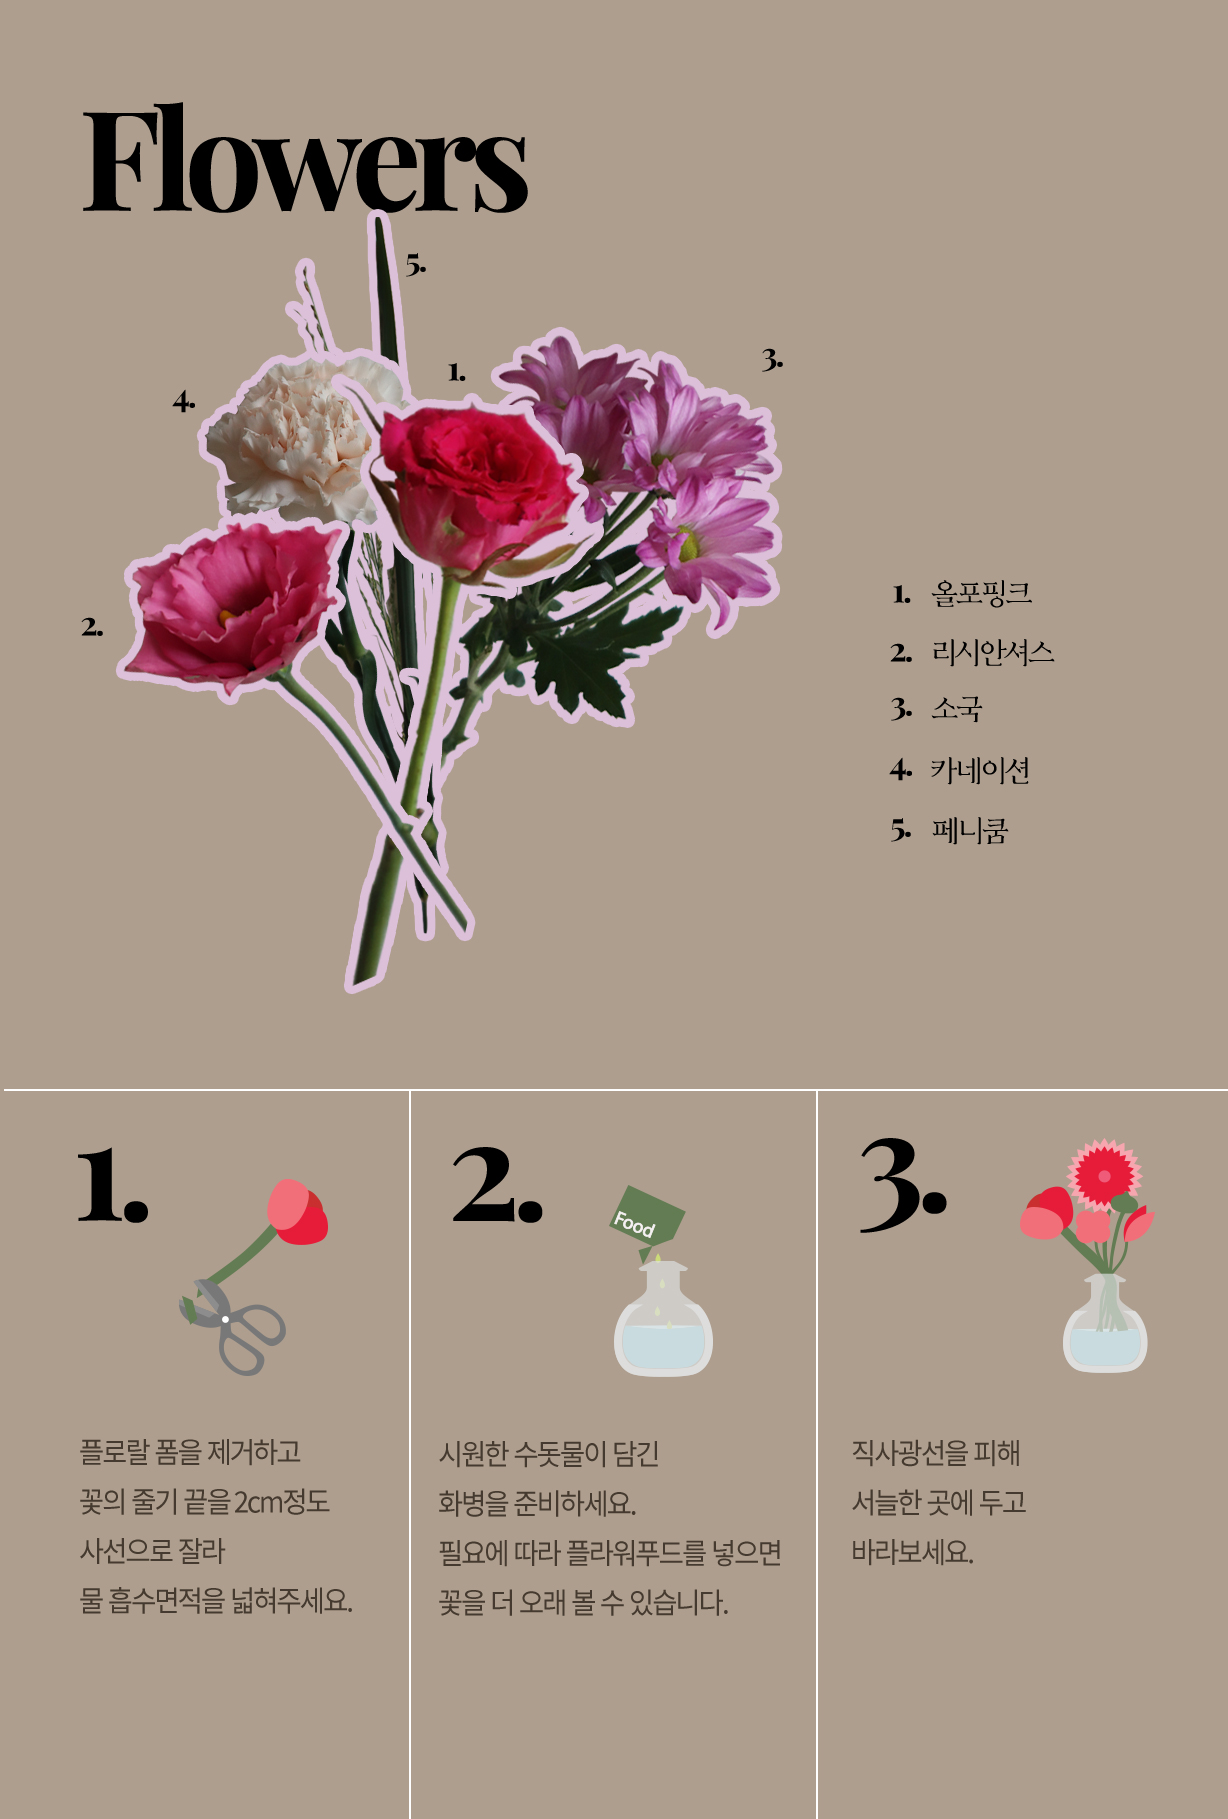 Flowers
5.
1.
3.
4.
2.
1. 올포핑크
2. 리시안셔스
3. 소국
4. 카네이션
5. 페니쿰
1.
플로랄 폼을 제거하고
꽃의 줄기 끝을 2cm정도
사선으로 잘라
물 흡수면적을 넓혀주세요.
2.
Food
시원한 수돗물이 담긴
화병을 준비하세요.
필요에 따라 플라워푸드를 넣으면
꽃을 더 오래 볼 수 있습니다.
3.
직사광선을 피해
서늘한 곳에 두고
바라보세요.